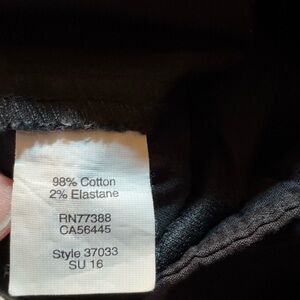 98% Cotton
2% Elastane
RN77388
CA56445
Style 37033
SU 16